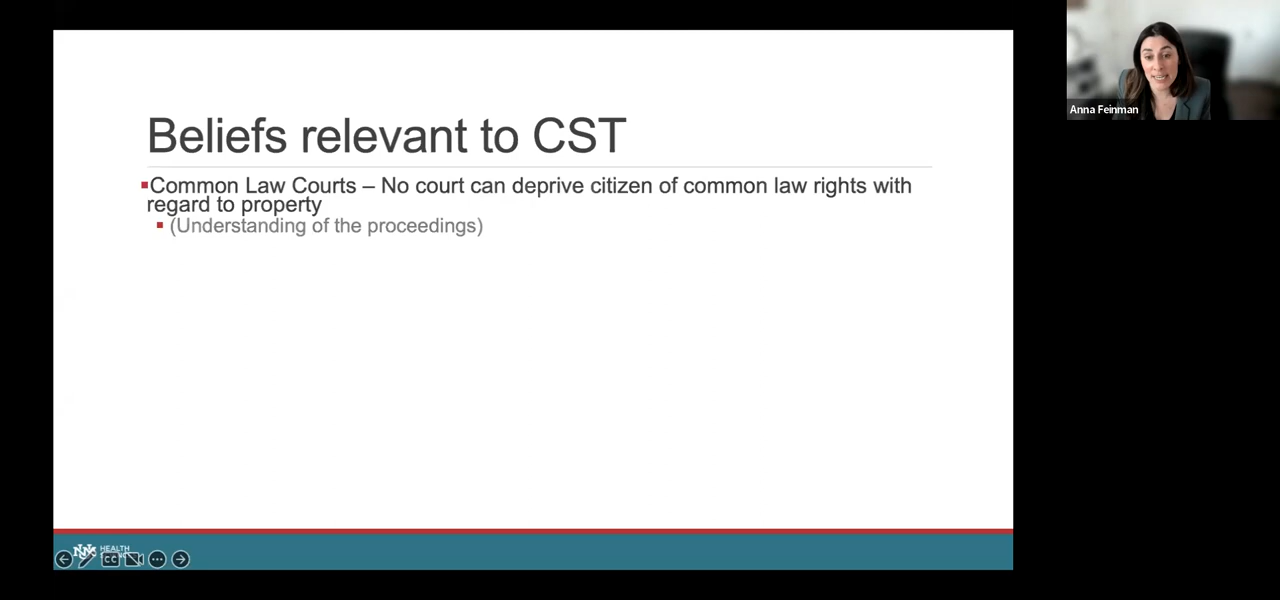 Beliefs relevant to CST
Common Law Courts – No court can deprive citizen of common law rights with
regard to property
(Understanding of the proceedings)
Anna Feinman
HEALTH
CC